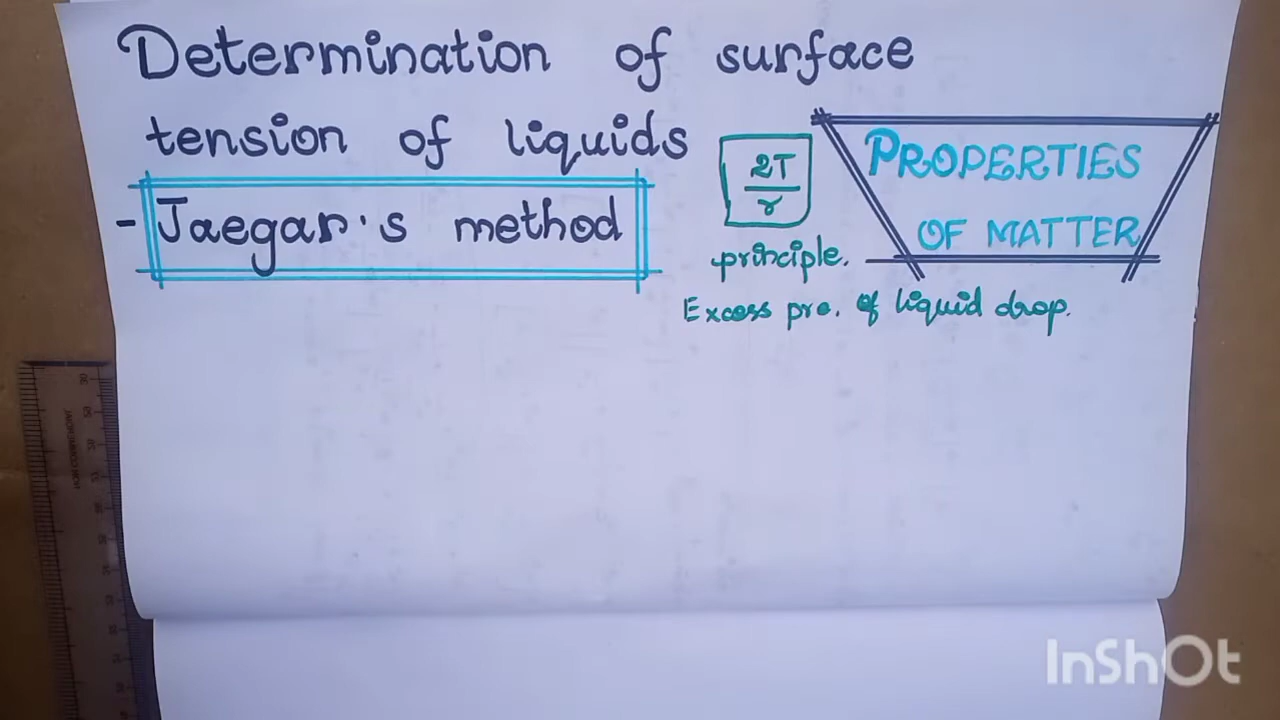 Determination of surface
tension of liquids
- Jaegar's method
2T
r
principle.
Excess pre. of liquid drop.
PROPERTIES
OF MATTER
InShOt